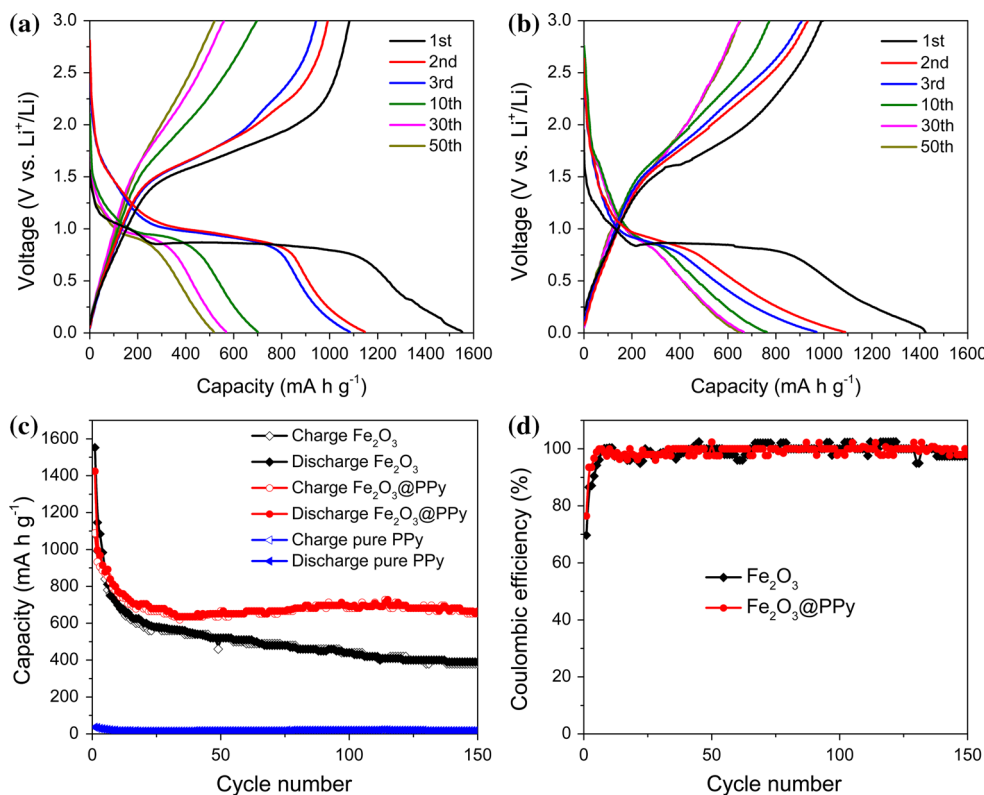 (a)
3.0
2.5
2.0
1.5
1.0
0.5
0.0
Voltage (V vs. Li⁺/Li)
1st
2nd
3rd
10th
30th
50th
0 200 400 600 800 1000 1200 1400 1600
Capacity (mA h g⁻¹)
(b)
3.0
2.5
2.0
1.5
1.0
0.5
0.0
Voltage (V vs. Li⁺/Li)
1st
2nd
3rd
10th
30th
50th
0 200 400 600 800 1000 1200 1400 1600
Capacity (mA h g⁻¹)
(c)
1600
1400
1200
1000
800
600
400
200
0
Capacity (mA h g⁻¹)
Charge Fe₂O₃
Discharge Fe₂O₃
Charge Fe₂O₃@PPy
Discharge Fe₂O₃@PPy
Charge pure PPy
Discharge pure PPy
0 50 100 150
Cycle number
(d)
120
100
80
60
40
20
0
Coulombic efficiency (%)
Fe₂O₃
Fe₂O₃@PPy
0 50 100 150
Cycle number